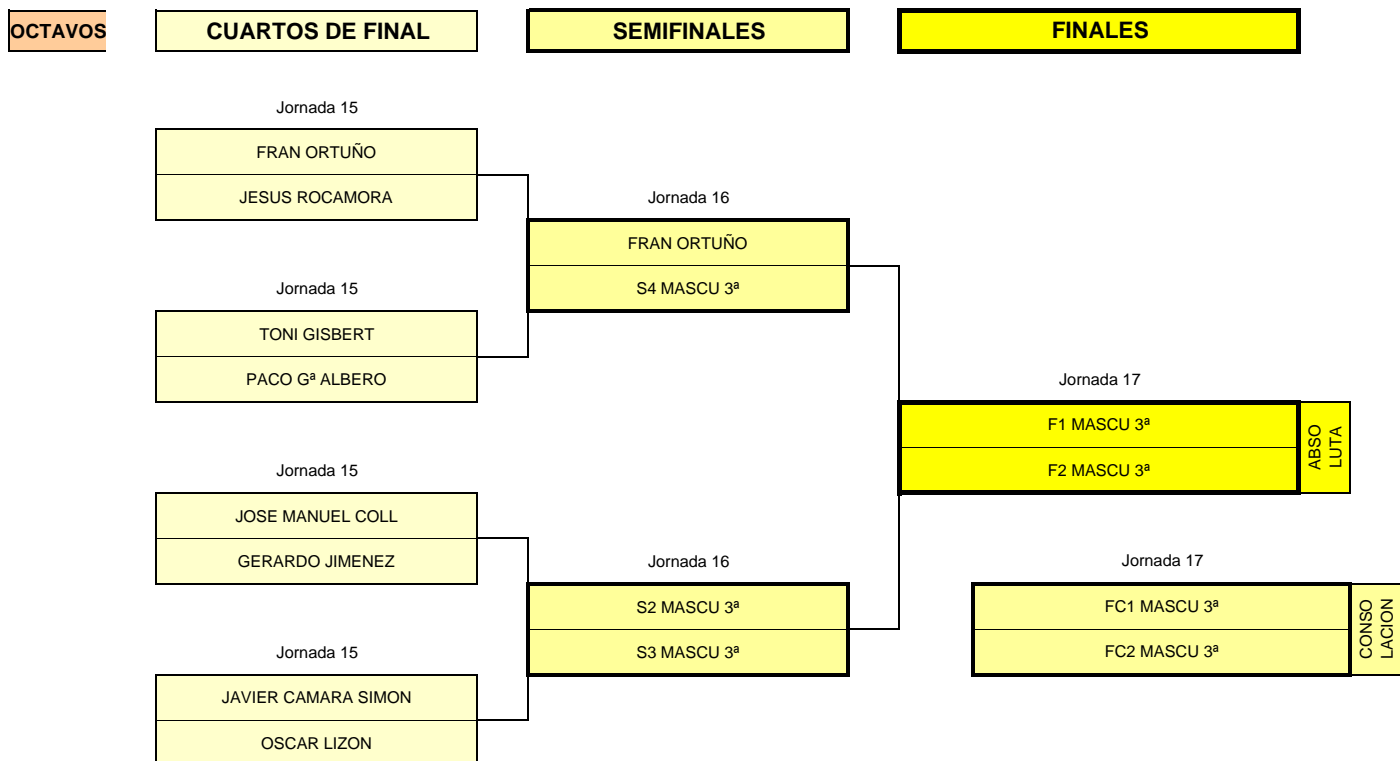 OCTAVOS
CUARTOS DE FINAL
SEMIFINALES
FINALES
Jornada 15
FRAN ORTUÑO
JESUS ROCAMORA
Jornada 16
FRAN ORTUÑO
S4 MASCU 3ª
Jornada 15
TONI GISBERT
PACO Gª ALBERO
Jornada 17
F1 MASCU 3ª
F2 MASCU 3ª
ABSO
LUTA
Jornada 15
JOSE MANUEL COLL
GERARDO JIMENEZ
Jornada 16
S2 MASCU 3ª
S3 MASCU 3ª
Jornada 17
FC1 MASCU 3ª
FC2 MASCU 3ª
CONSO
LACION
Jornada 15
JAVIER CAMARA SIMON
OSCAR LIZON